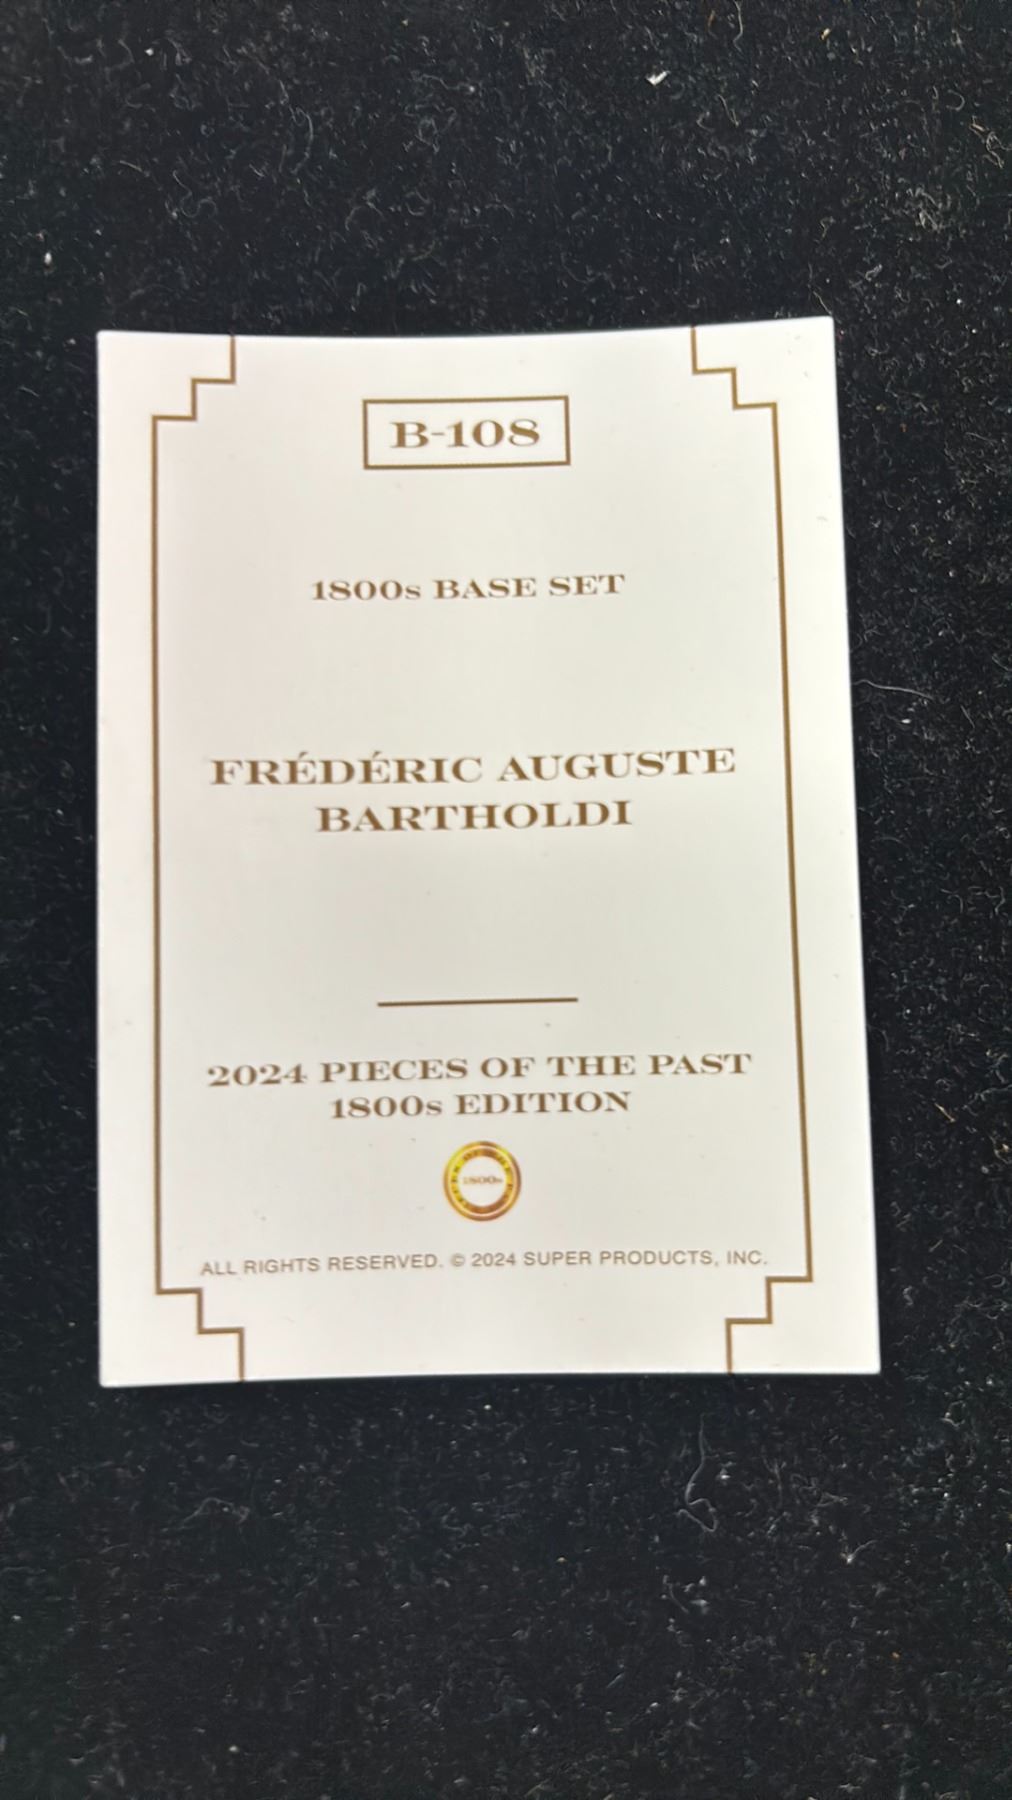 B-108
1800s BASE SET
FRÉDÉRIC AUGUSTE
BARTHOLDI
2024 PIECES OF THE PAST
1800s EDITION
1800s
ALL RIGHTS RESERVED. © 2024 SUPER PRODUCTS, INC.